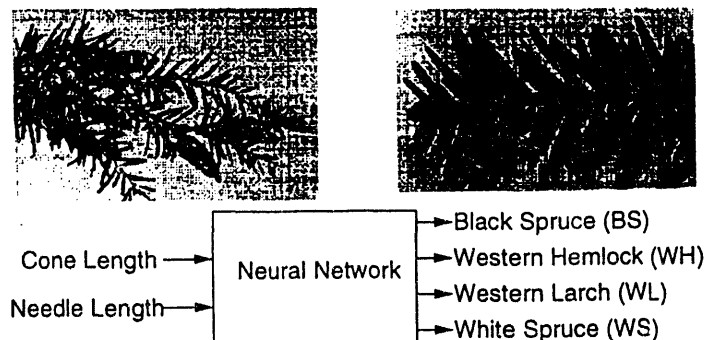 Black Spruce (BS)
Cone Length
Neural Network
Western Hemlock (WH)
Needle Length
Western Larch (WL)
White Spruce (WS)